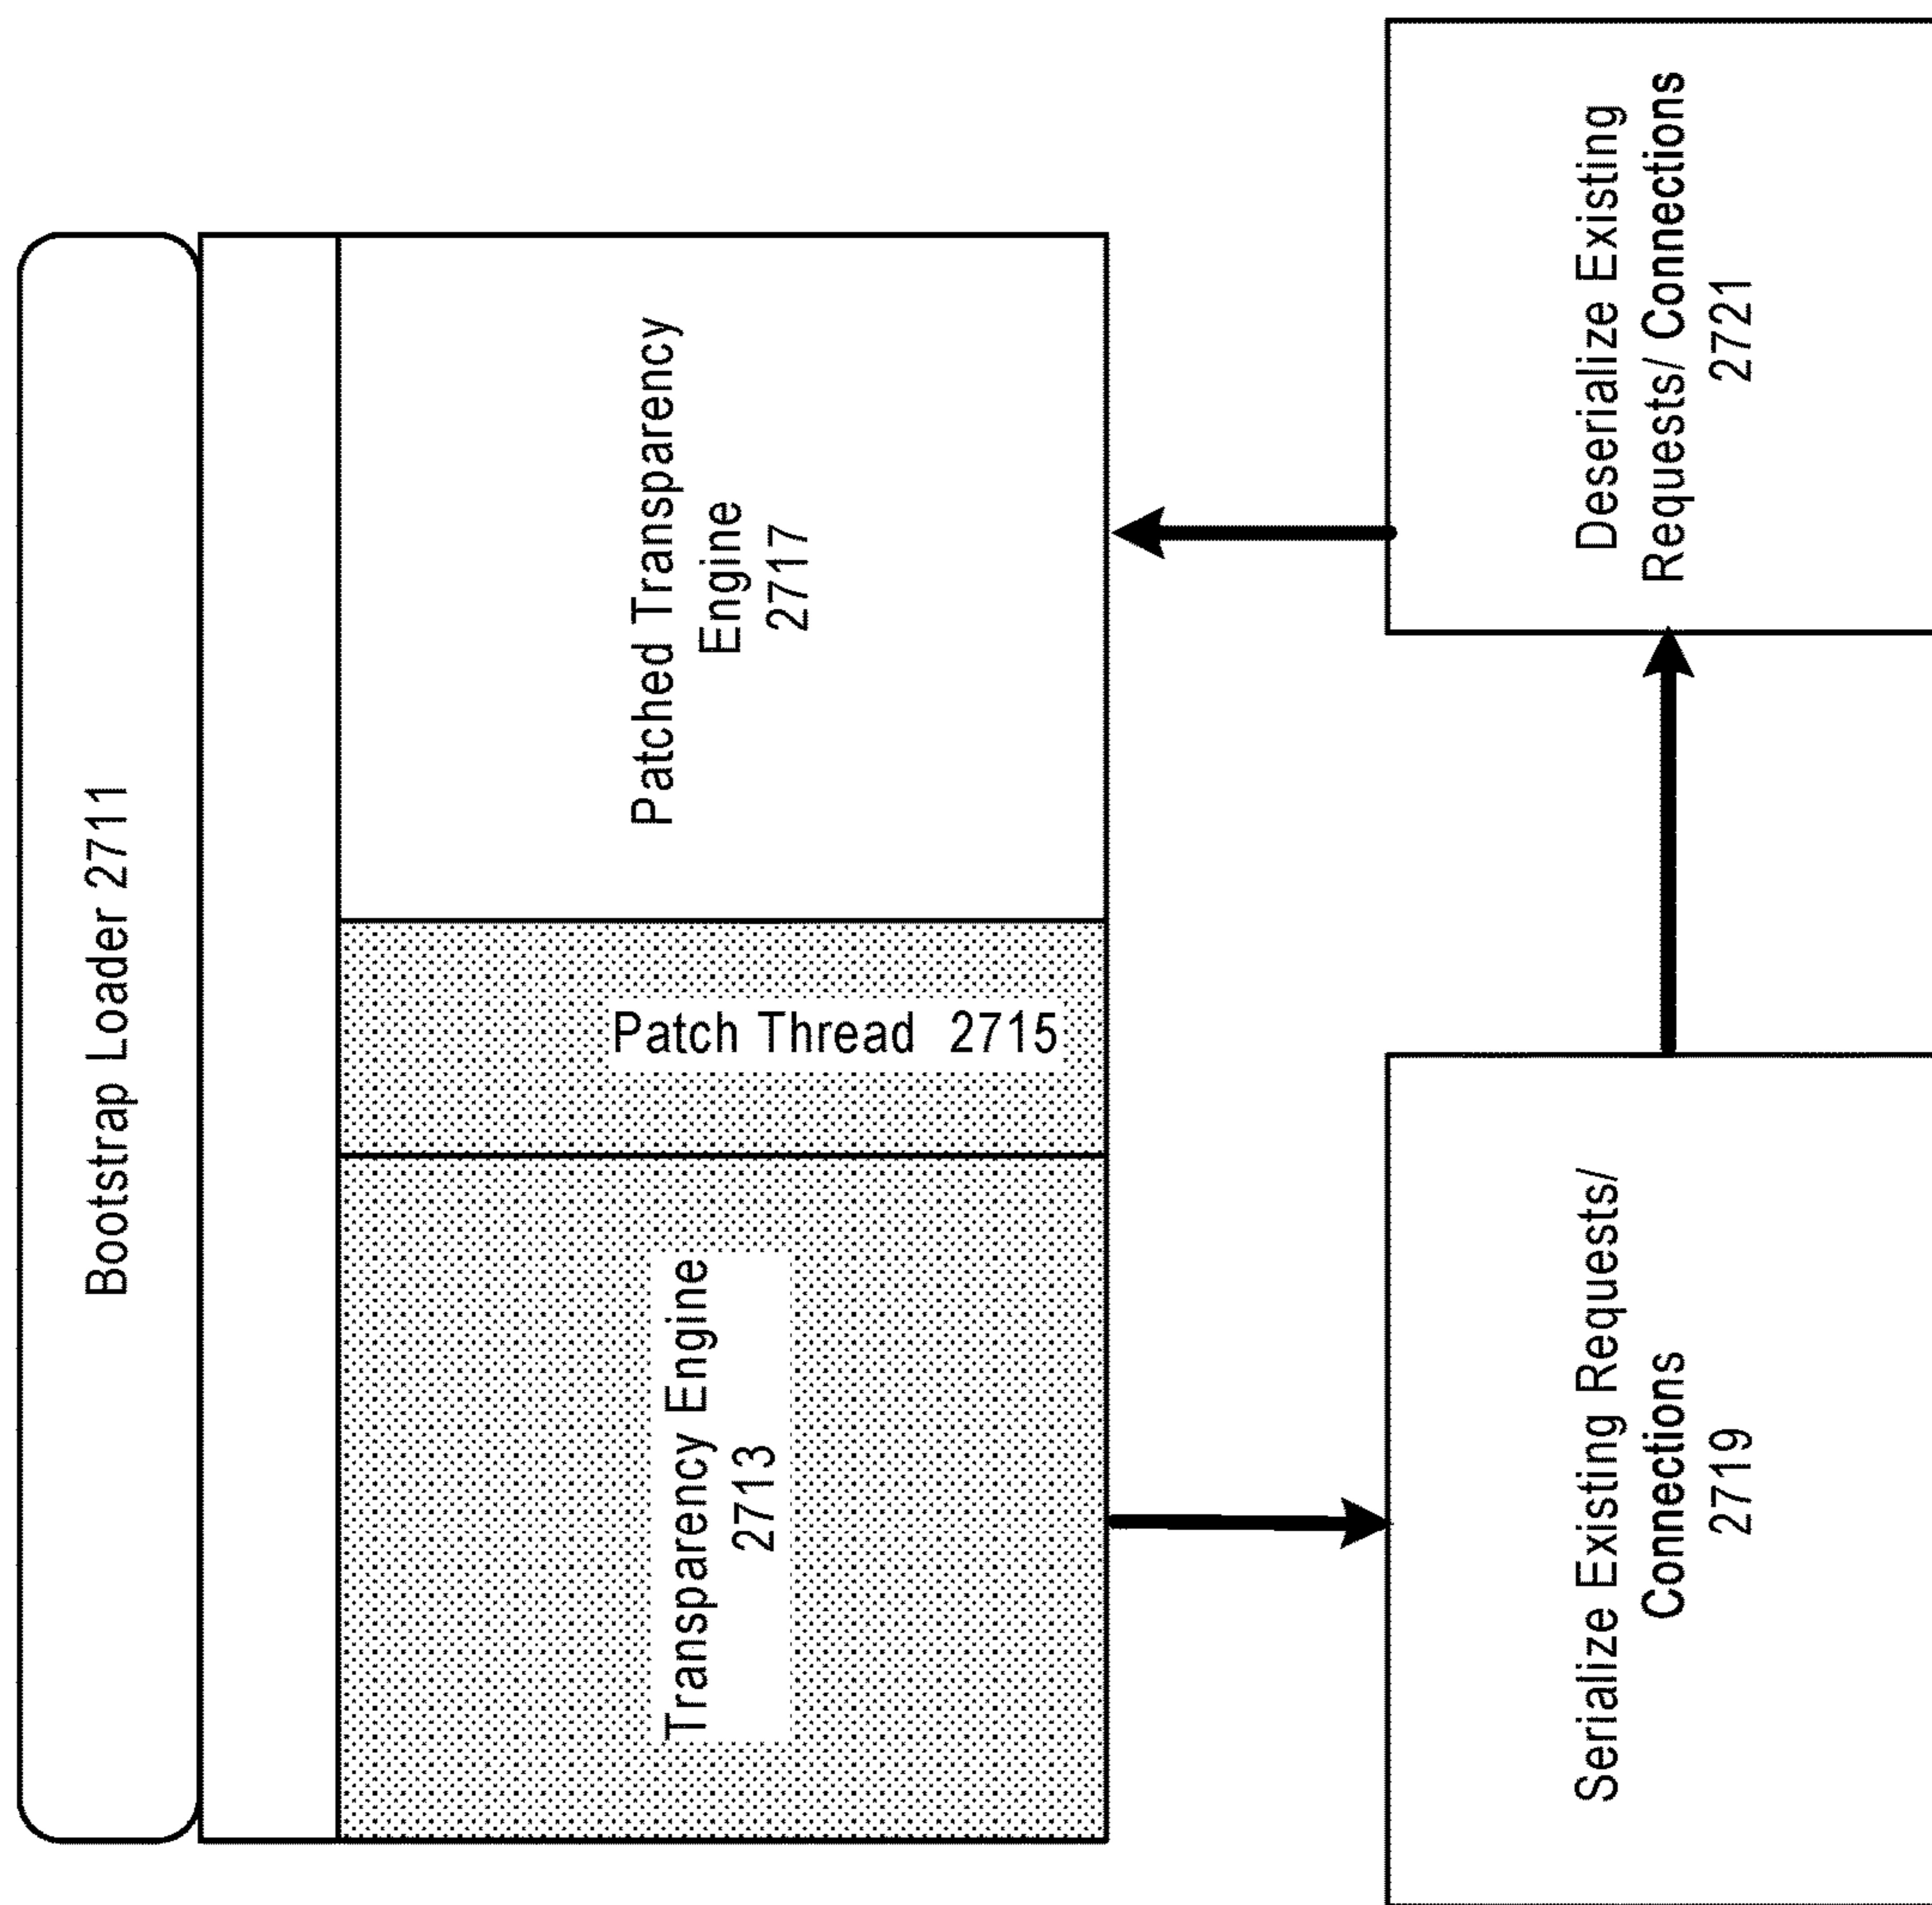 Bootstrap Loader 2711
Transparency Engine
2713
Patch Thread 2715
Patched Transparency
Engine
2717
Serialize Existing Requests/
Connections
2719
Deserialize Existing
Requests/ Connections
2721